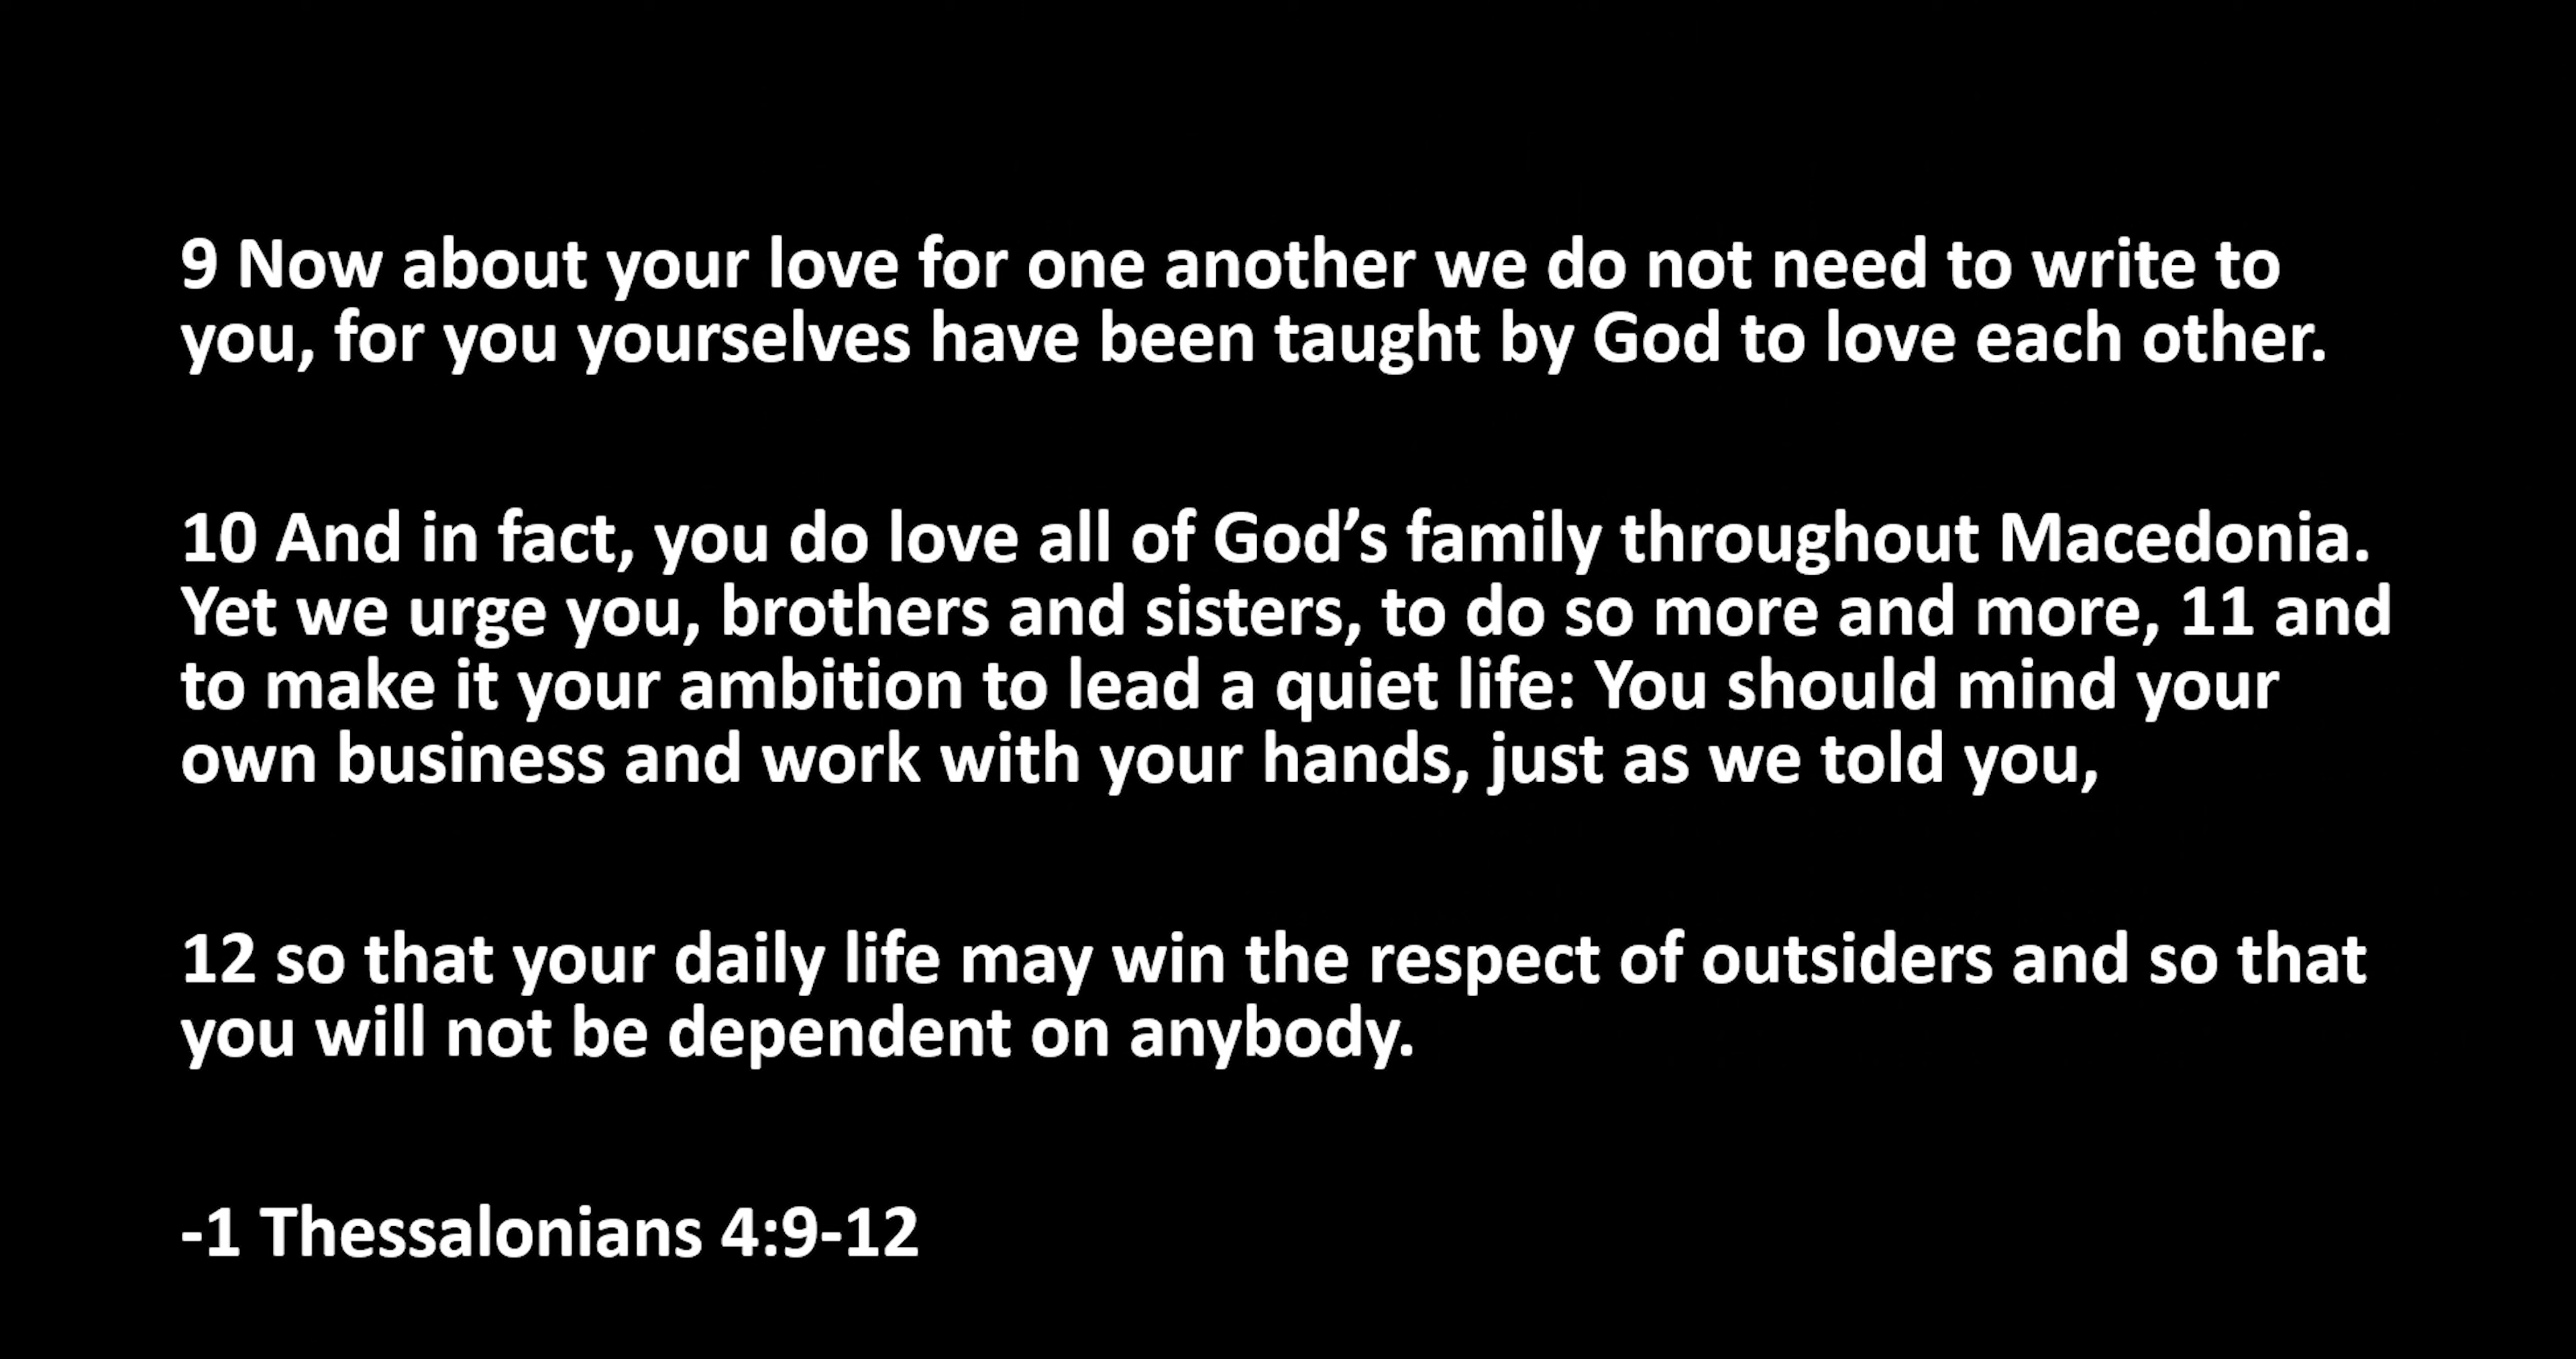 9 Now about your love for one another we do not need to write to
you, for you yourselves have been taught by God to love each other.
10 And in fact, you do love all of God’s family throughout Macedonia.
Yet we urge you, brothers and sisters, to do so more and more, 11 and
to make it your ambition to lead a quiet life: You should mind your
own business and work with your hands, just as we told you,
12 so that your daily life may win the respect of outsiders and so that
you will not be dependent on anybody.
-1 Thessalonians 4:9-12